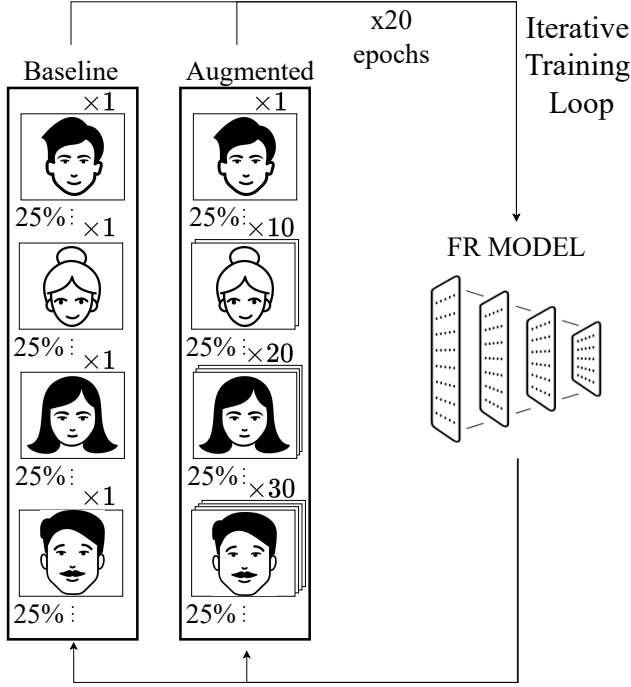 x20
epochs
Iterative
Training
Loop
Baseline
×1
25%
×1
25%
×1
25%
×1
25%
Augmented
×1
25%
×10
25%
×20
25%
×30
25%
FR MODEL